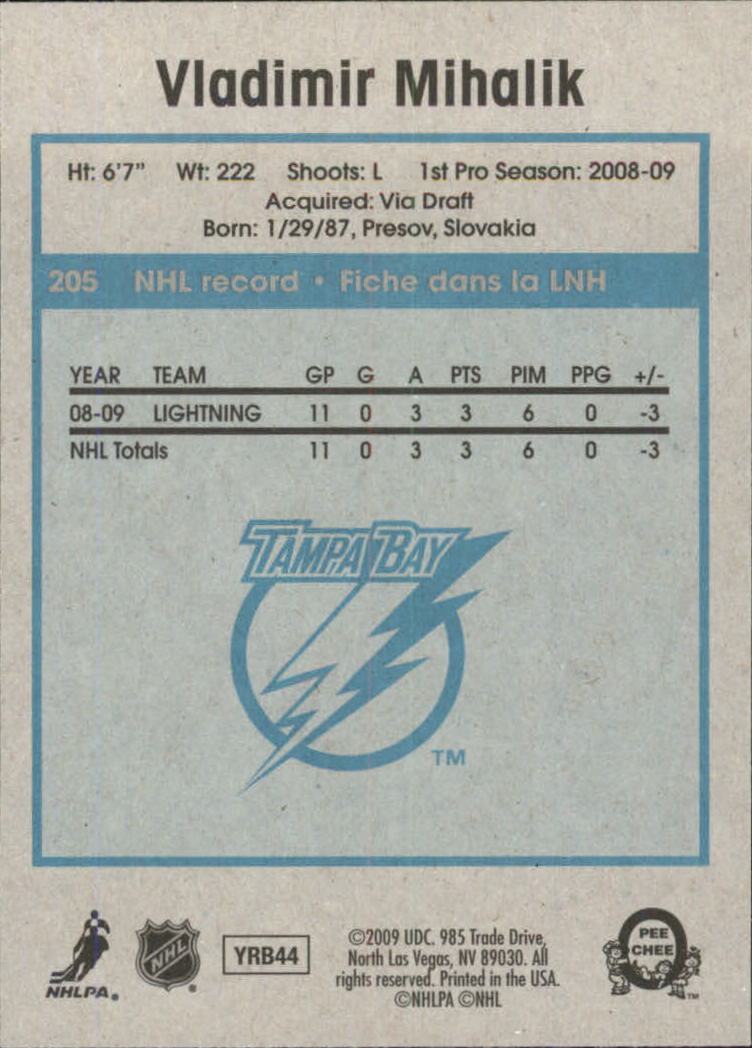 Vladimir Mihalik
Ht: 6'7" Wt: 222 Shoots: L 1st Pro Season: 2008-09
Acquired: Via Draft
Born: 1/29/87, Presov, Slovakia
205 NHL record • Fiche dans la LNH
YEAR TEAM GP G A PTS PIM PPG +/-
08-09 LIGHTNING 11 0 3 3 6 0 -3
NHL Totals 11 0 3 3 6 0 -3
TAMPA BAY
TM
NHLPA®
NHL®
YRB44
©2009 UDC. 985 Trade Drive,
North Las Vegas, NV 89030. All
rights reserved. Printed in the USA.
©NHLPA ©NHL
O
PEE
CHEE
TM